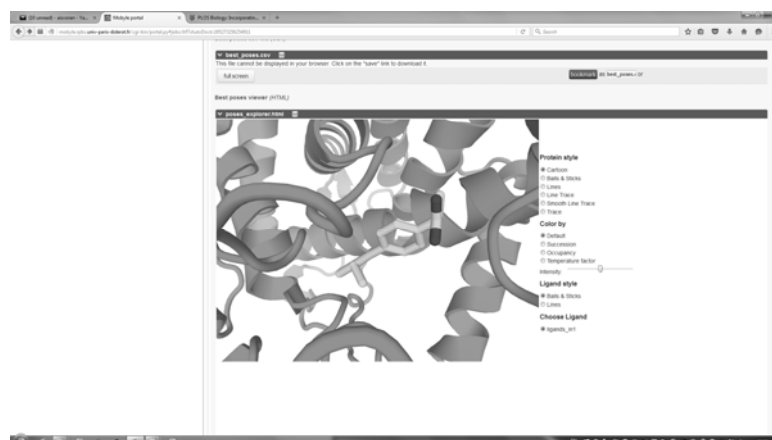 Mobyle portal
PLOS Biology: Incorporatin...
Search
best_poses.csv
This file cannot be displayed in your browser. Click on the "save" link to download it.
full screen
bookmark
Best poses viewer (HTML)
poses_explorer.html
Protein style
Cartoon
Balls & Sticks
Lines
Line Trace
Smooth Line Trace
Trace
Color by
Default
Succession
Occupancy
Temperature factor
Intensity
Ligand style
Balls & Sticks
Lines
Choose Ligand
ligands_in1